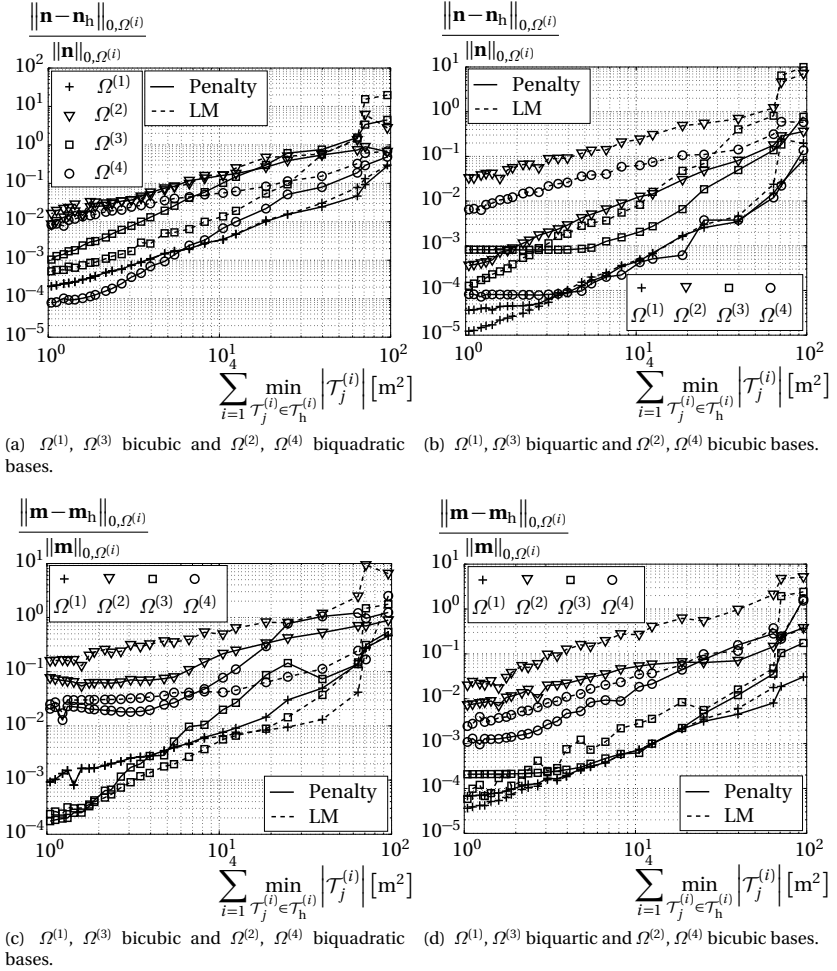 ‖n−n_h‖_{0,Ω^{(i)}}
‖n‖_{0,Ω^{(i)}}
10^2
10^1
10^0
10^{-1}
10^{-2}
10^{-3}
10^{-4}
10^{-5}
Ω^{(1)}
Ω^{(2)}
Ω^{(3)}
Ω^{(4)}
Penalty
LM
10^0 10^1 10^2
∑_{i=1}^{4} min_{𝒯_j^{(i)}∈𝒯_h^{(i)}} |𝒯_j^{(i)}| [m²]
(a) Ω^{(1)}, Ω^{(3)} bicubic and Ω^{(2)}, Ω^{(4)} biquadratic
bases.
‖n−n_h‖_{0,Ω^{(i)}}
‖n‖_{0,Ω^{(i)}}
10^1
10^0
10^{-1}
10^{-2}
10^{-3}
10^{-4}
10^{-5}
Penalty
LM
Ω^{(1)} Ω^{(2)} Ω^{(3)} Ω^{(4)}
10^0 10^1 10^2
∑_{i=1}^{4} min_{𝒯_j^{(i)}∈𝒯_h^{(i)}} |𝒯_j^{(i)}| [m²]
(b) Ω^{(1)}, Ω^{(3)} biquartic and Ω^{(2)}, Ω^{(4)} bicubic bases.
‖m−m_h‖_{0,Ω^{(i)}}
‖m‖_{0,Ω^{(i)}}
10^1
10^0
10^{-1}
10^{-2}
10^{-3}
10^{-4}
Ω^{(1)} Ω^{(2)} Ω^{(3)} Ω^{(4)}
Penalty
LM
10^0 10^1 10^2
∑_{i=1}^{4} min_{𝒯_j^{(i)}∈𝒯_h^{(i)}} |𝒯_j^{(i)}| [m²]
(c) Ω^{(1)}, Ω^{(3)} bicubic and Ω^{(2)}, Ω^{(4)} biquadratic
bases.
‖m−m_h‖_{0,Ω^{(i)}}
‖m‖_{0,Ω^{(i)}}
10^1
10^0
10^{-1}
10^{-2}
10^{-3}
10^{-4}
10^{-5}
Ω^{(1)} Ω^{(2)} Ω^{(3)} Ω^{(4)}
Penalty
LM
10^0 10^1 10^2
∑_{i=1}^{4} min_{𝒯_j^{(i)}∈𝒯_h^{(i)}} |𝒯_j^{(i)}| [m²]
(d) Ω^{(1)}, Ω^{(3)} biquartic and Ω^{(2)}, Ω^{(4)} bicubic bases.